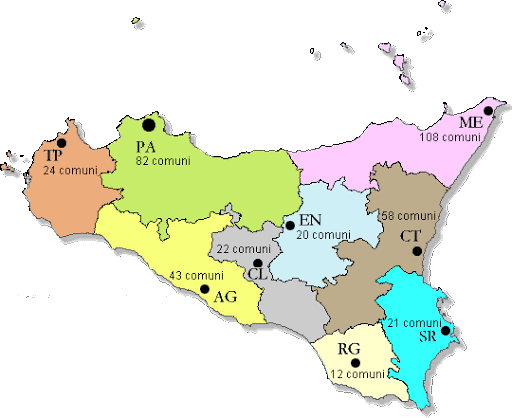 ME
108 comuni
PA
82 comuni
TP
24 comuni
58 comuni
CT
EN
20 comuni
22 comuni
CL
43 comuni
AG
21 comuni
SR
RG
12 comuni